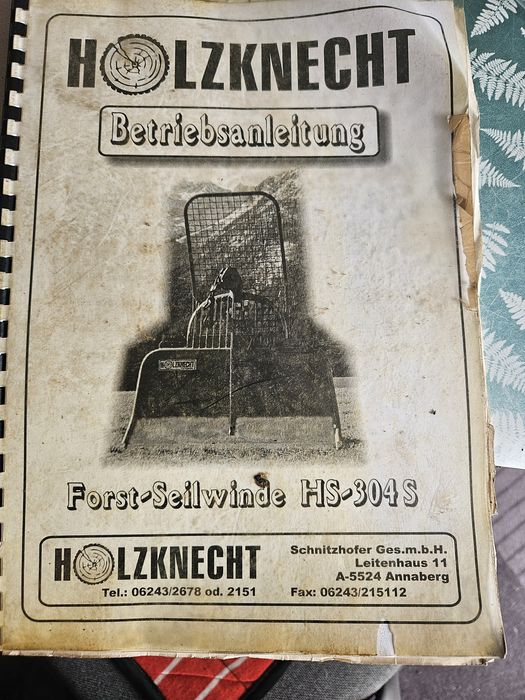 HOLZKNECHT
Betriebsanleitung
HOLZKNECHT
Forst-Seilwinde HS-304S
HOLZKNECHT
Schnitzhofer Ges.m.b.H.
Leitenhaus 11
A-5524 Annaberg
Tel.: 06243/2678 od. 2151 Fax: 06243/215112